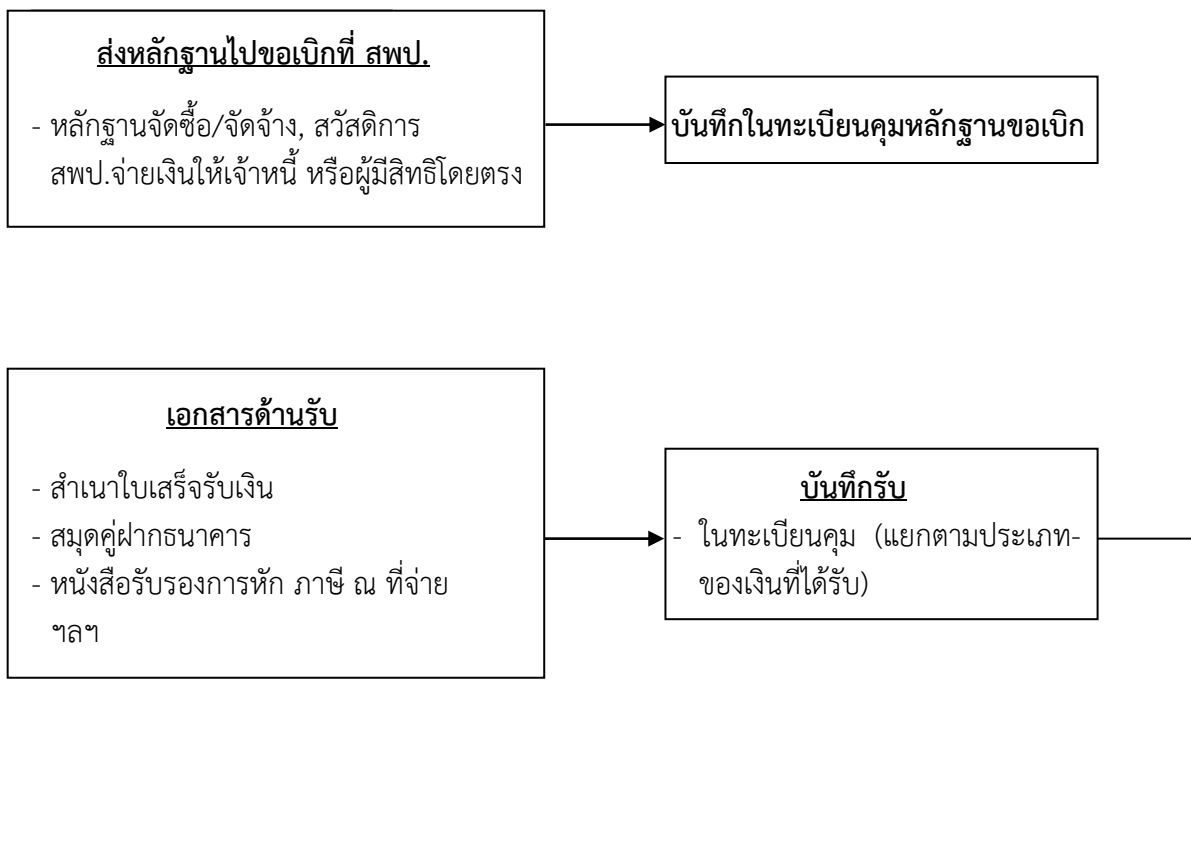 ส่งหลักฐานไปขอเบิกที่ สพป.
- หลักฐานจัดซื้อ/จัดจ้าง, สวัสดิการ
สพป.จ่ายเงินให้เจ้าหนี้ หรือผู้มีสิทธิโดยตรง
บันทึกในทะเบียนคุมหลักฐานขอเบิก
เอกสารด้านรับ
- สำเนาใบเสร็จรับเงิน
- สมุดคู่ฝากธนาคาร
- หนังสือรับรองการหัก ภาษี ณ ที่จ่าย
ฯลฯ
บันทึกรับ
- ในทะเบียนคุม (แยกตามประเภท-
ของเงินที่ได้รับ)